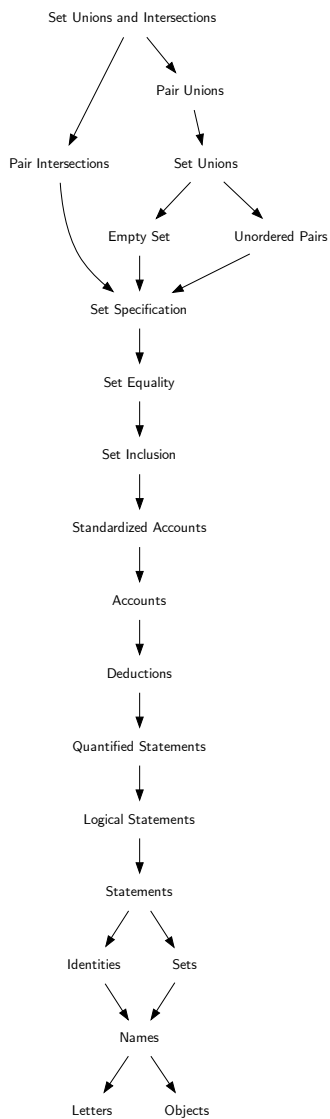 Set Unions and Intersections
Pair Unions
Pair Intersections
Set Unions
Empty Set
Unordered Pairs
Set Specification
Set Equality
Set Inclusion
Standardized Accounts
Accounts
Deductions
Quantified Statements
Logical Statements
Statements
Identities
Sets
Names
Letters
Objects